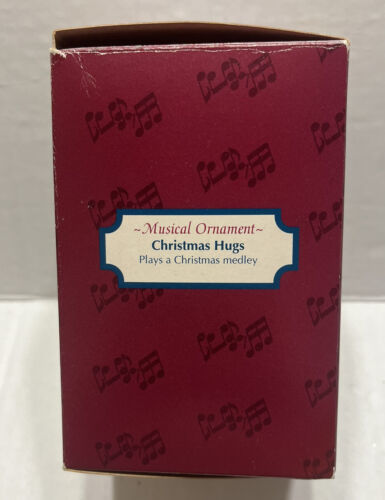 ~Musical Ornament~
Christmas Hugs
Plays a Christmas medley